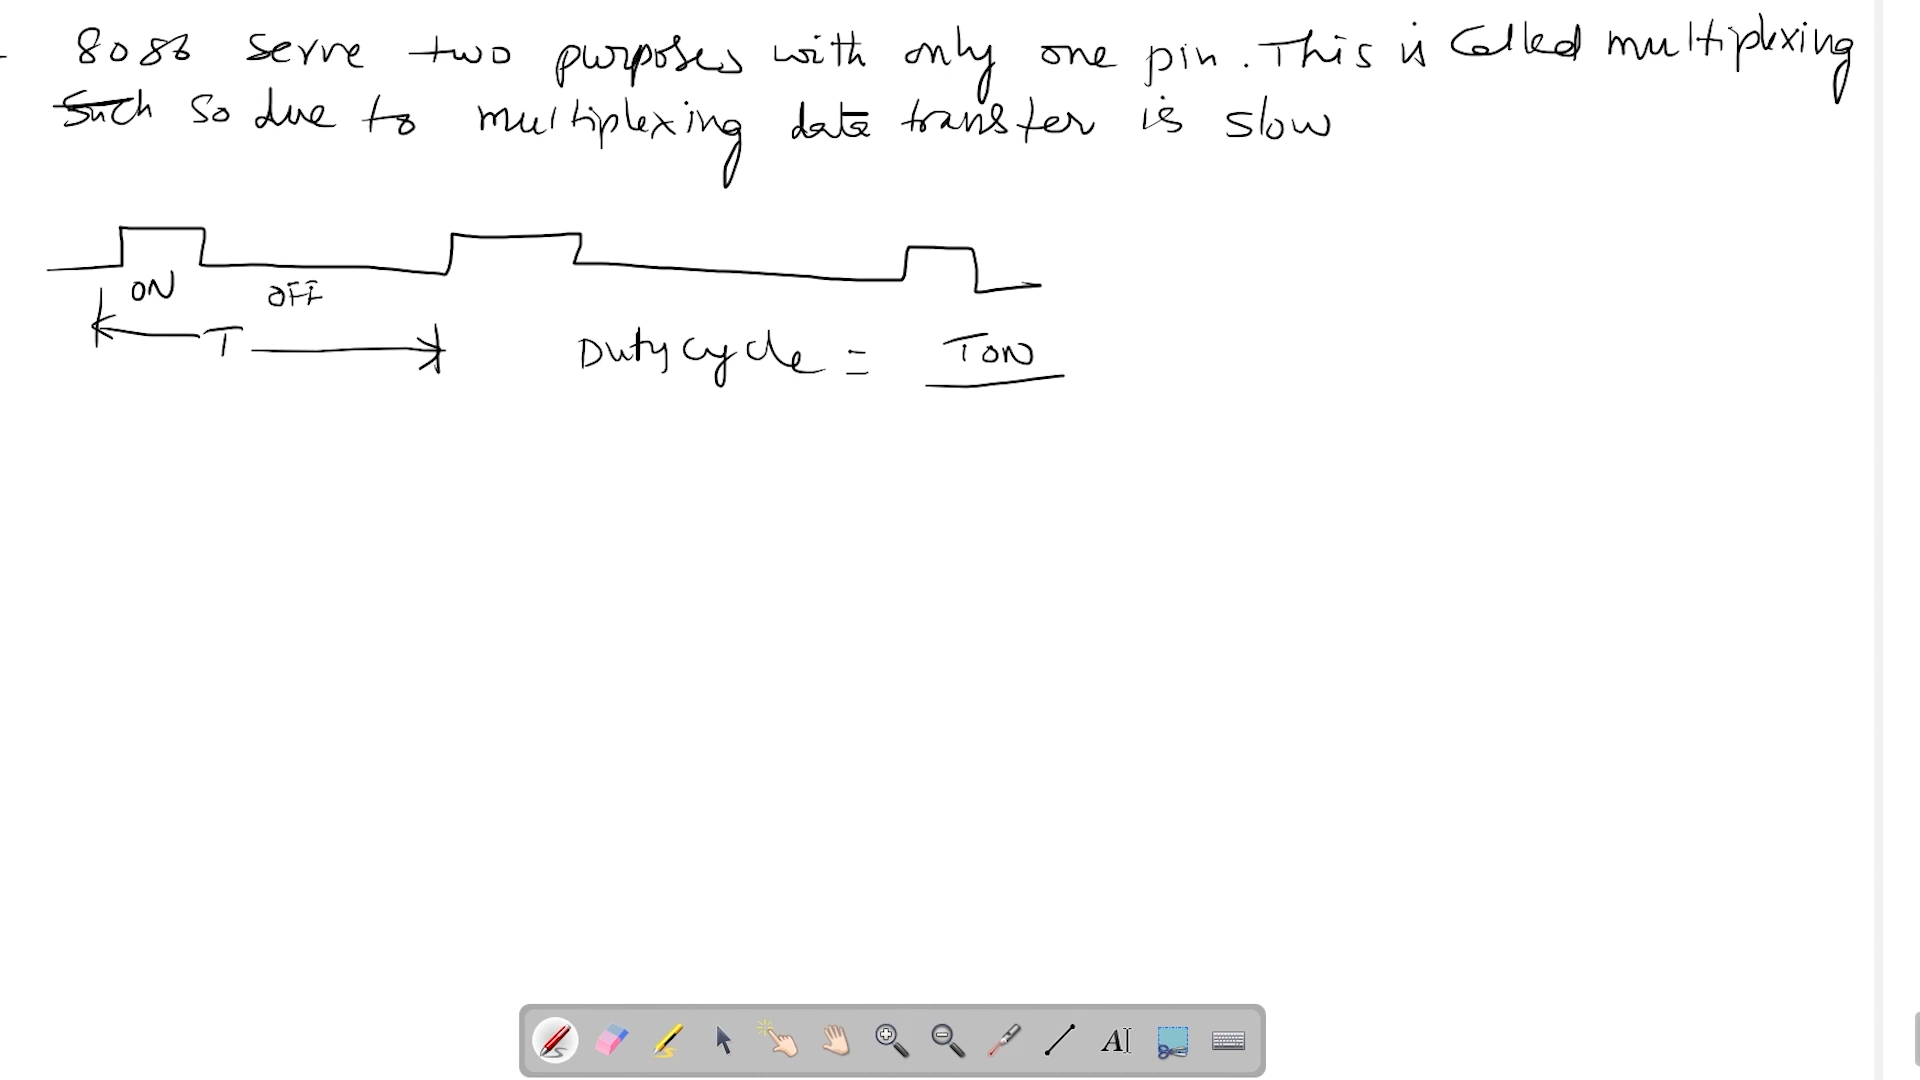 8086 serve two purposes with only one pin. This is called multiplexing
Such So due to multiplexing data transfer is slow
ON OFF
T
Duty cycle = TON
AI